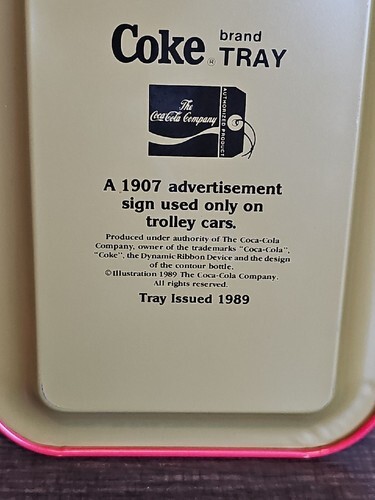 Coke® brand
TRAY
The
Coca-Cola Company
AUTHORIZED PRODUCT
A 1907 advertisement
sign used only on
trolley cars.
Produced under authority of The Coca-Cola
Company, owner of the trademarks "Coca-Cola",
"Coke", the Dynamic Ribbon Device and the design
of the contour bottle.
©Illustration 1989 The Coca-Cola Company.
All rights reserved.
Tray Issued 1989